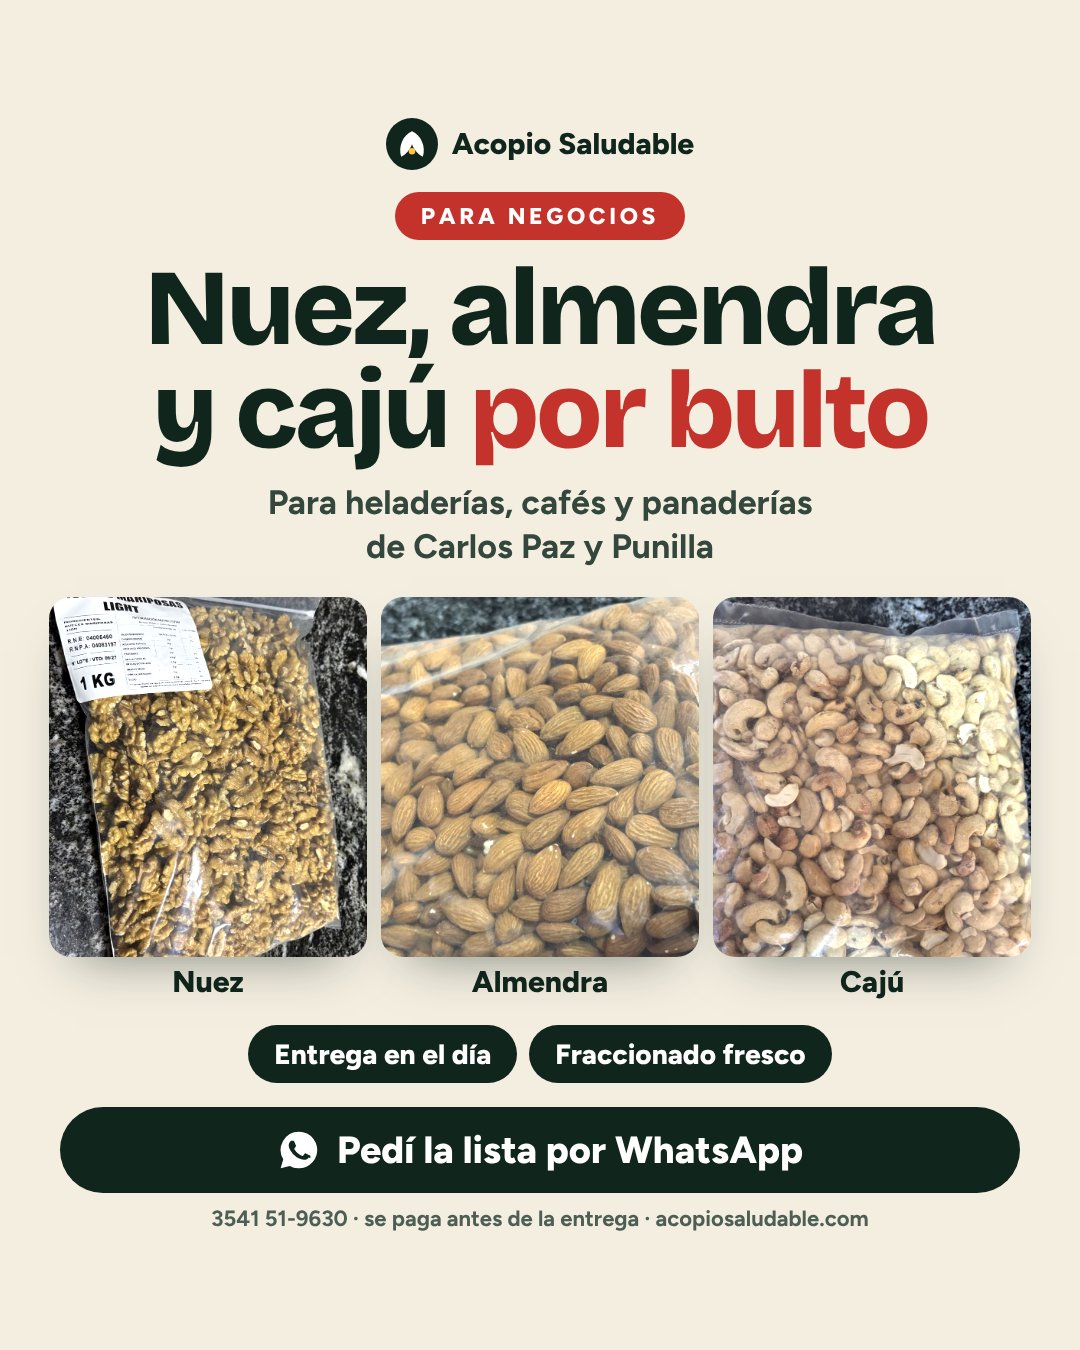 Acopio Saludable
PARA NEGOCIOS
Nuez, almendra
y cajú por bulto
Para heladerías, cafés y panaderías
de Carlos Paz y Punilla
MARIPOSAS
LIGHT
R.N.E: 04005460
1 KG
Nuez
Almendra
Cajú
Entrega en el día
Fraccionado fresco
Pedí la lista por WhatsApp
3541 51-9630 · se paga antes de la entrega · acopiosaludable.com